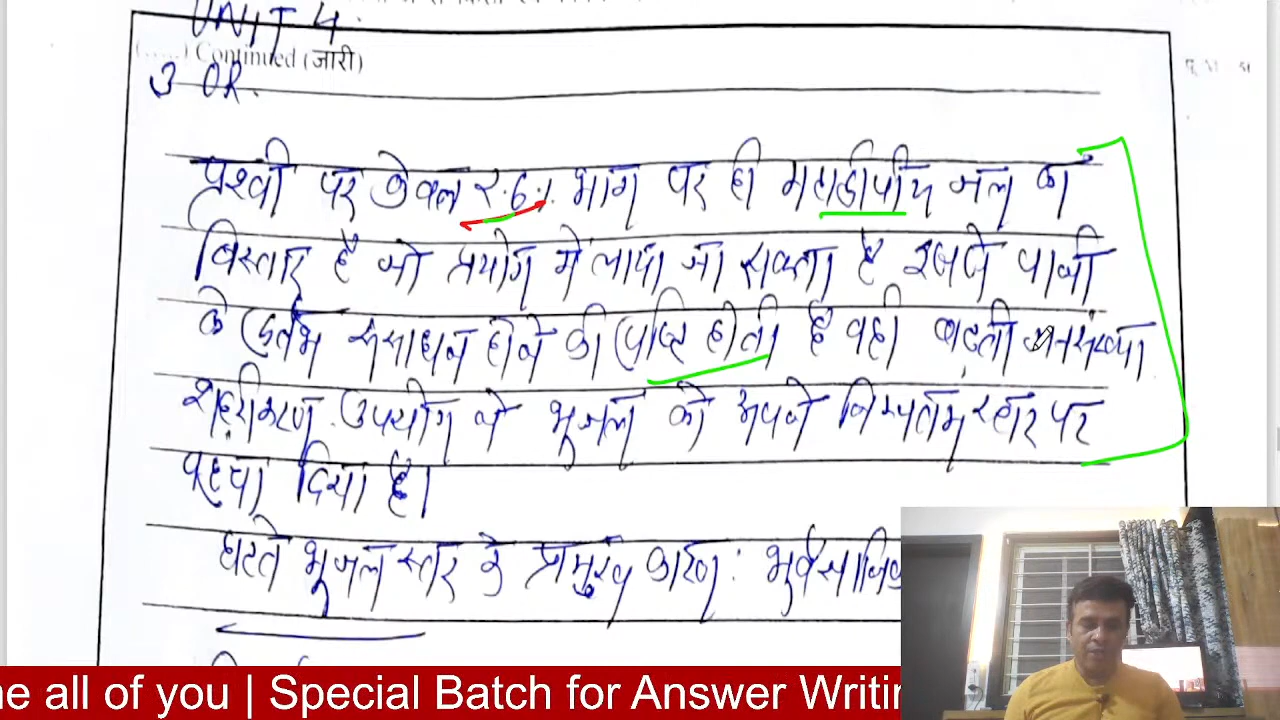 UNIT 4.
(......) Continued (जारी)
3 OR.
प्रथ्वी पर केवल 2.6% भाग पर ही महाद्वीपीय जल का
विस्तार है जो प्रयोग में लाया जा सकता है इससे पानी
के दुर्लभ संसाधन होने की पुष्टि होती है वही बढ़ती जनसंख्या
शहरीकरण उपयोग ने भूजल को अपने निम्नतम स्तर पर
पहुचा दिया है।
घटते भूजल स्तर के प्रमुख कारण:
ne all of you | Special Batch for Answer Writin